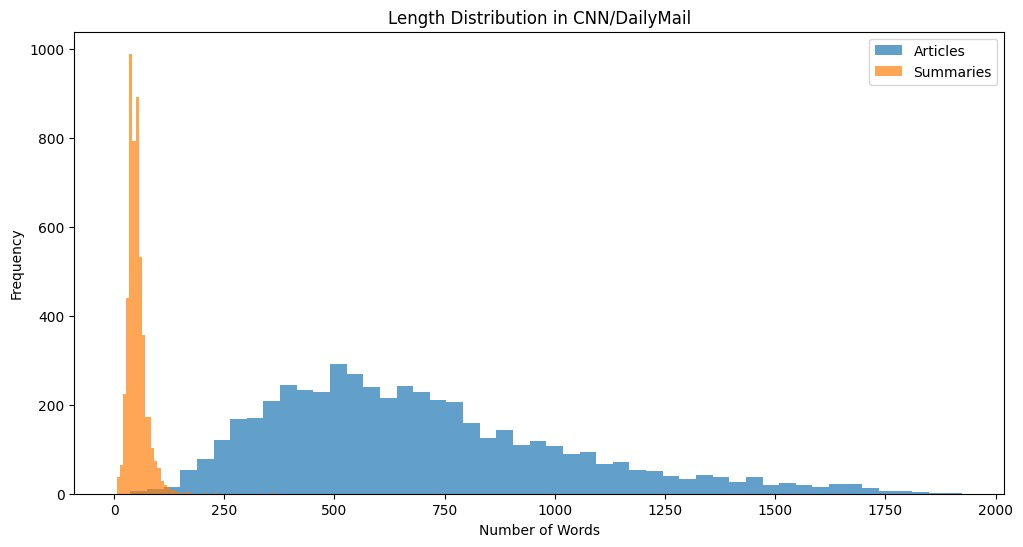 Length Distribution in CNN/DailyMail
Articles
Summaries
1000
800
600
400
200
0
Frequency
0 250 500 750 1000 1250 1500 1750 2000
Number of Words